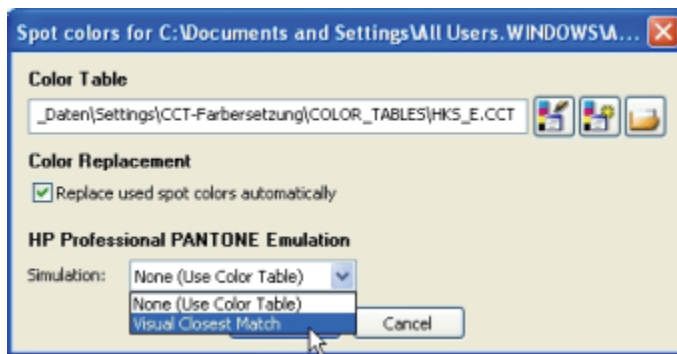 Spot colors for C:\Documents and Settings\All Users.WINDOWS\A...
Color Table
_Daten\Settings\CCT-Farbersetzung\COLOR_TABLES\HKS_E.CCT
Color Replacement
Replace used spot colors automatically
HP Professional PANTONE Emulation
Simulation: None (Use Color Table)
None (Use Color Table)
Visual Closest Match
Cancel